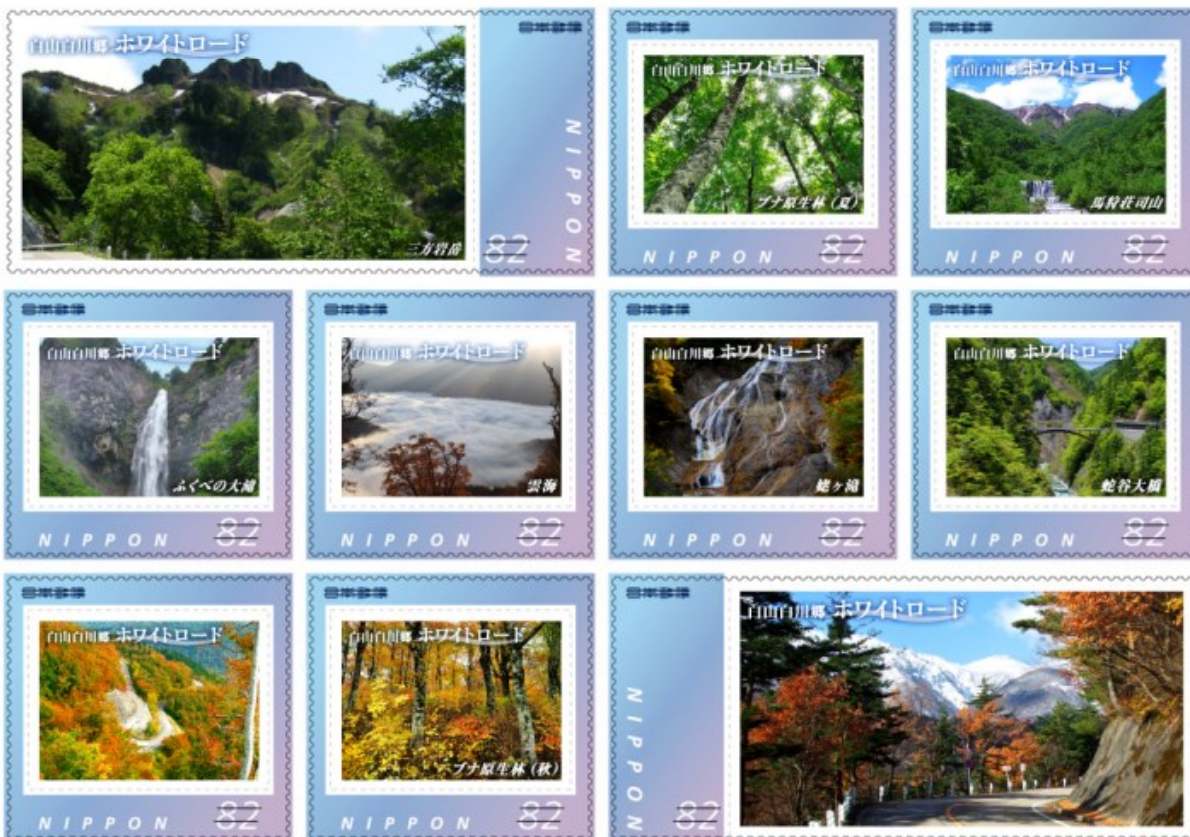 白山白川郷 ホワイトロード
三方岩岳
日本郵便
NIPPON
82
日本郵便
白山白川郷 ホワイトロード
ブナ原生林（夏）
NIPPON
82
日本郵便
白山白川郷 ホワイトロード
馬狩荘司山
NIPPON
82
日本郵便
白山白川郷 ホワイトロード
ふくべの大滝
NIPPON
82
日本郵便
白山白川郷 ホワイトロード
雲海
NIPPON
82
日本郵便
白山白川郷 ホワイトロード
姥ヶ滝
NIPPON
82
日本郵便
白山白川郷 ホワイトロード
蛇谷大橋
NIPPON
82
日本郵便
白山白川郷 ホワイトロード
NIPPON
82
日本郵便
白山白川郷 ホワイトロード
ブナ原生林（秋）
NIPPON
82
日本郵便
NIPPON
82
白山白川郷 ホワイトロード